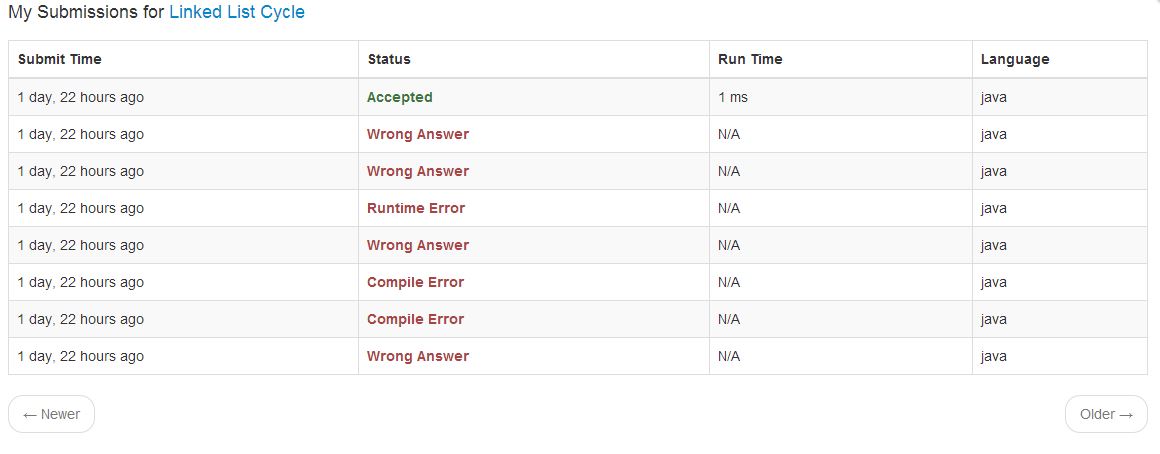 My Submissions for Linked List Cycle
Submit Time Status Run Time Language
1 day, 22 hours ago Accepted 1 ms java
1 day, 22 hours ago Wrong Answer N/A java
1 day, 22 hours ago Wrong Answer N/A java
1 day, 22 hours ago Runtime Error N/A java
1 day, 22 hours ago Wrong Answer N/A java
1 day, 22 hours ago Compile Error N/A java
1 day, 22 hours ago Compile Error N/A java
1 day, 22 hours ago Wrong Answer N/A java
← Newer Older →